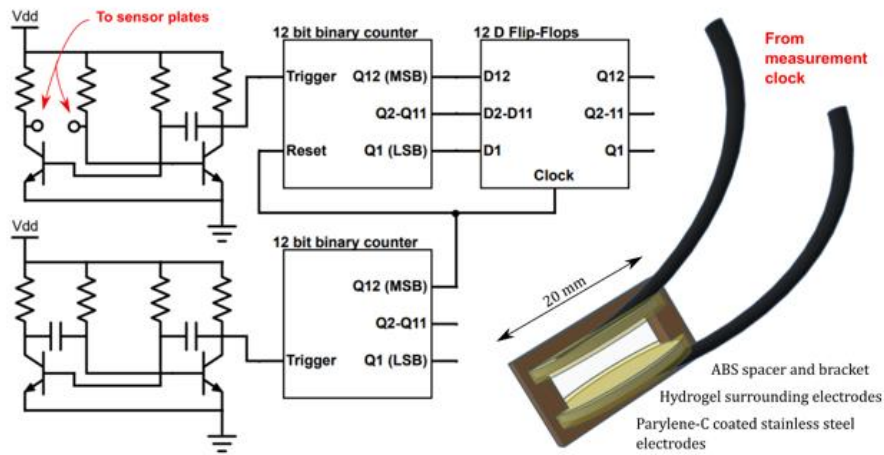 Vdd
To sensor plates
12 bit binary counter
Trigger
Q12 (MSB)
Q2-Q11
Reset
Q1 (LSB)
12 D Flip-Flops
D12
Q12
D2-D11
Q2-11
D1
Q1
Clock
From
measurement
clock
Vdd
12 bit binary counter
Q12 (MSB)
Q2-Q11
Trigger
Q1 (LSB)
20 mm
ABS spacer and bracket
Hydrogel surrounding electrodes
Parylene-C coated stainless steel
electrodes